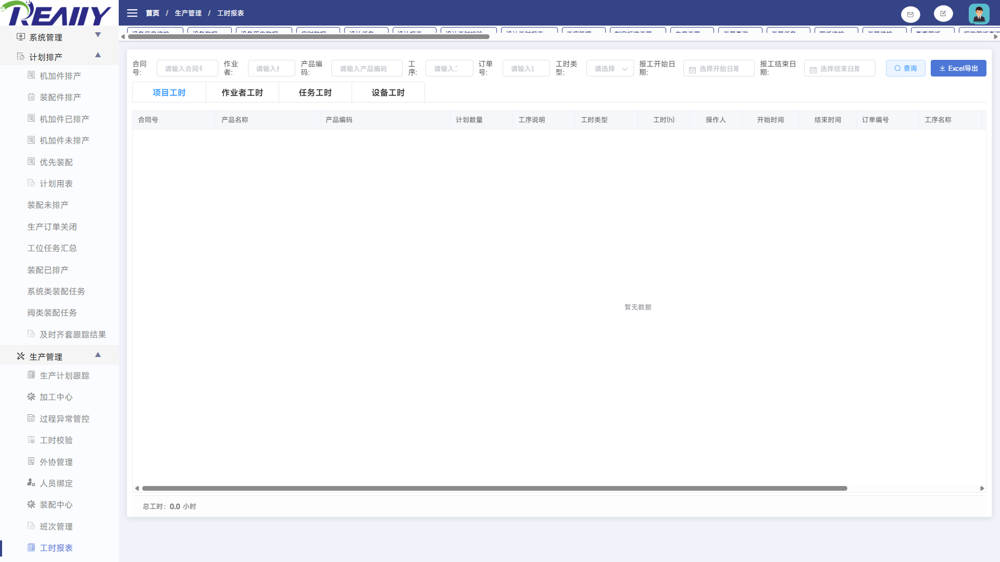 REAllY
首页 / 生产管理 / 工时报表
系统管理
计划排产
机加件排产
装配件排产
机加件已排产
机加件未排产
优先装配
计划用表
装配未排产
生产订单关闭
工位任务汇总
装配已排产
系统类装配任务
阀类装配任务
及时齐套跟踪结果
生产管理
生产计划跟踪
加工中心
过程异常管控
工时校验
外协管理
人员绑定
装配中心
班次管理
工时报表
合同号: 请输入合同号
作业者: 请输入
产品编码: 请输入产品编码
工序: 请输入
订单号: 请输入
工时类型: 请选择
报工开始日期: 选择开始日期
报工结束日期: 选择结束日期
查询
Excel导出
项目工时 作业者工时 任务工时 设备工时
合同号 产品名称 产品编码 计划数量 工序说明 工时类型 工时(h) 操作人 开始时间 结束时间 订单编号 工序名称
暂无数据
总工时: 0.0 小时